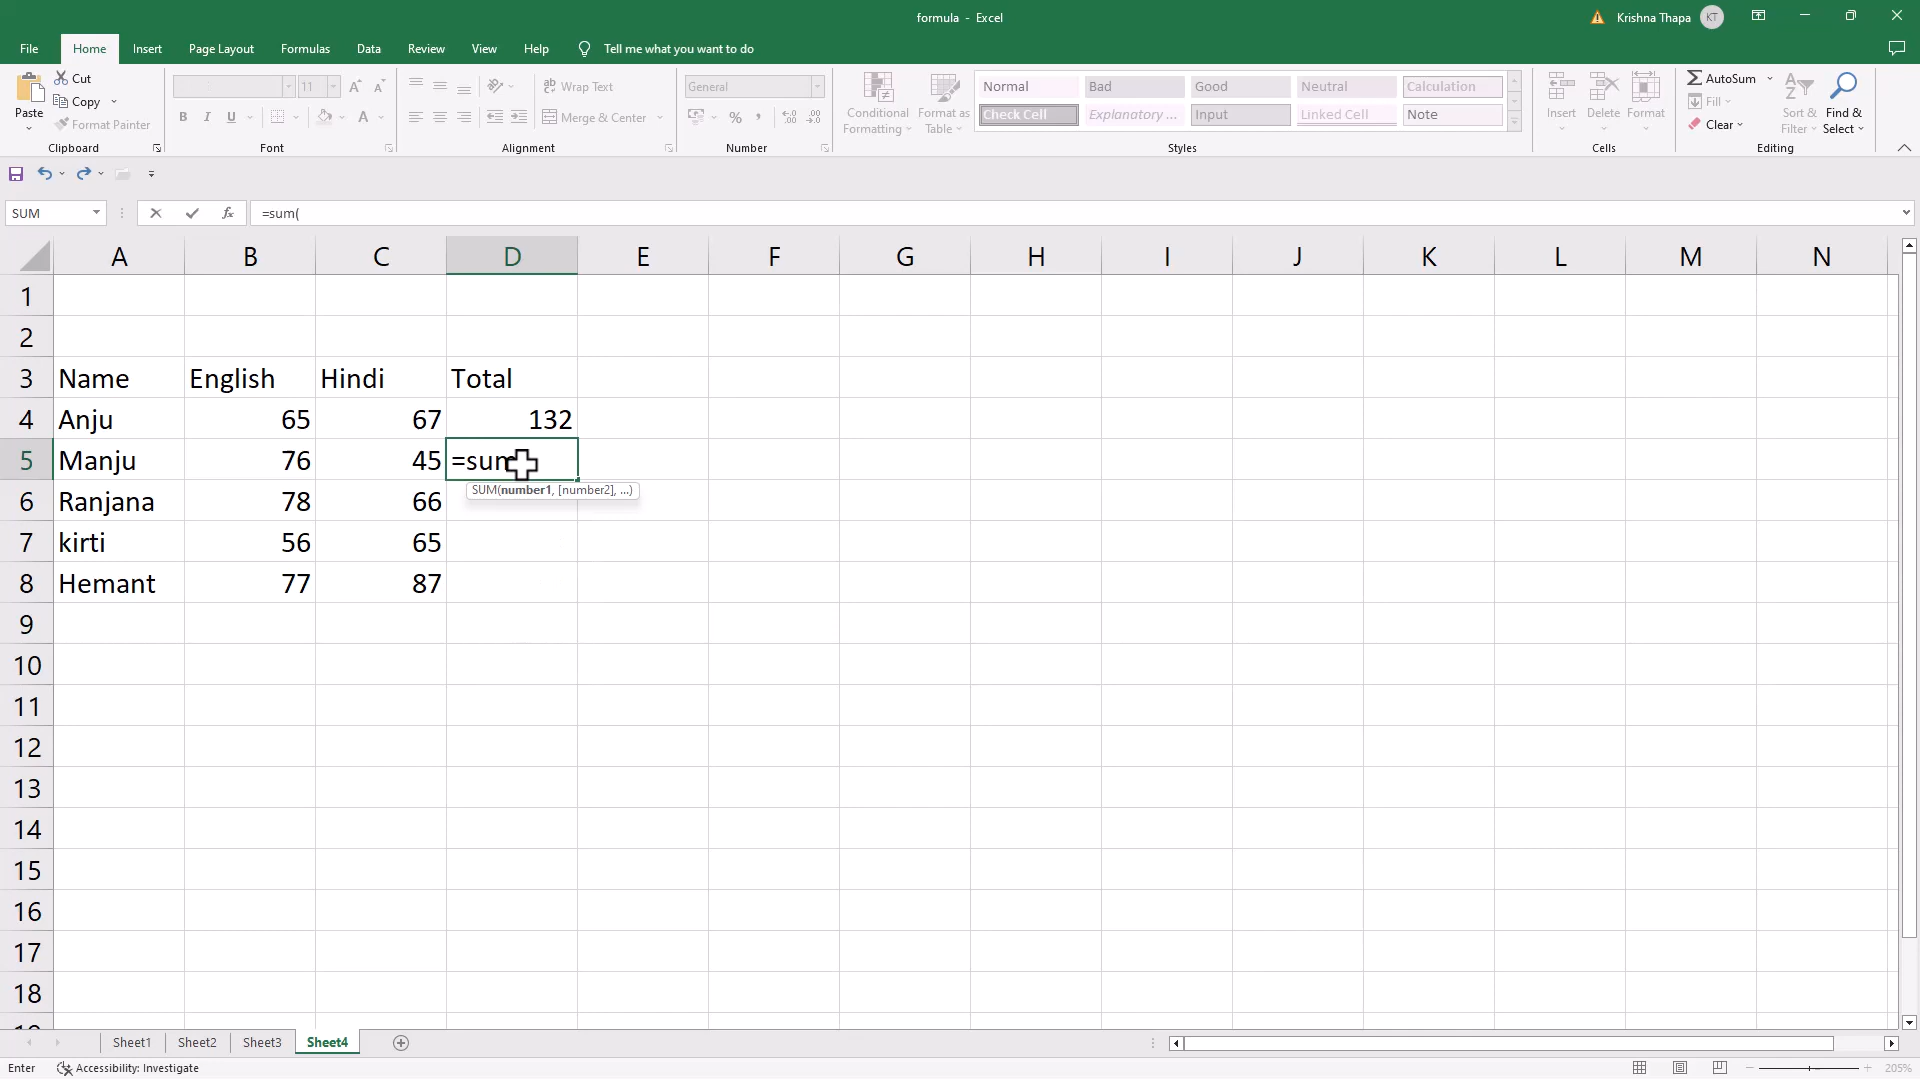 formula - Excel
Krishna Thapa KT
File Home Insert Page Layout Formulas Data Review View Help Tell me what you want to do
Paste
Cut
Copy
Format Painter
Clipboard
11
B I U
Font
Wrap Text
Merge & Center
Alignment
General
Number
Conditional Formatting
Format as Table
Normal Bad Good Neutral Calculation
Check Cell Explanatory ... Input Linked Cell Note
Styles
Insert Delete Format
Cells
AutoSum
Fill
Clear
Sort & Filter
Find & Select
Editing
SUM fx =sum(
A B C D E F G H I J K L M N
1
2
3 Name English Hindi Total
4 Anju 65 67 132
5 Manju 76 45 =sum
SUM(number1, [number2], ...)
6 Ranjana 78 66
7 kirti 56 65
8 Hemant 77 87
9
10
11
12
13
14
15
16
17
18
Sheet1 Sheet2 Sheet3 Sheet4
Enter Accessibility: Investigate 205%